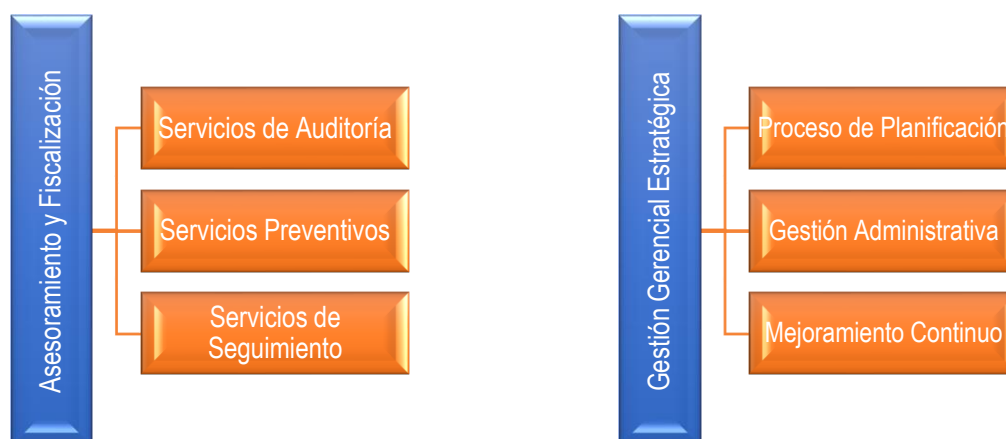 Asesoramiento y Fiscalización
Servicios de Auditoría
Servicios Preventivos
Servicios de
Seguimiento
Gestión Gerencial Estratégica
Proceso de Planificación
Gestión Administrativa
Mejoramiento Continuo